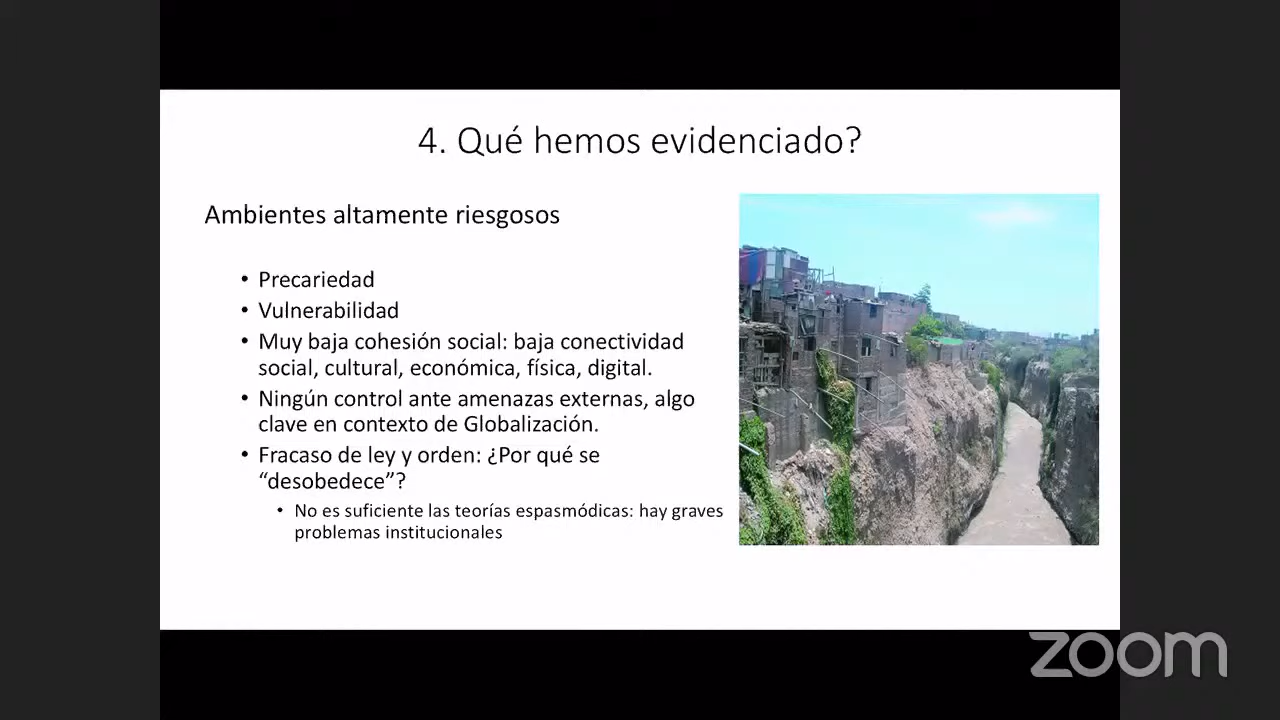 4. Qué hemos evidenciado?
Ambientes altamente riesgosos
• Precariedad
• Vulnerabilidad
• Muy baja cohesión social: baja conectividad
social, cultural, económica, física, digital.
• Ningún control ante amenazas externas, algo
clave en contexto de Globalización.
• Fracaso de ley y orden: ¿Por qué se
“desobedece”?
• No es suficiente las teorías espasmódicas: hay graves
problemas institucionales
zoom